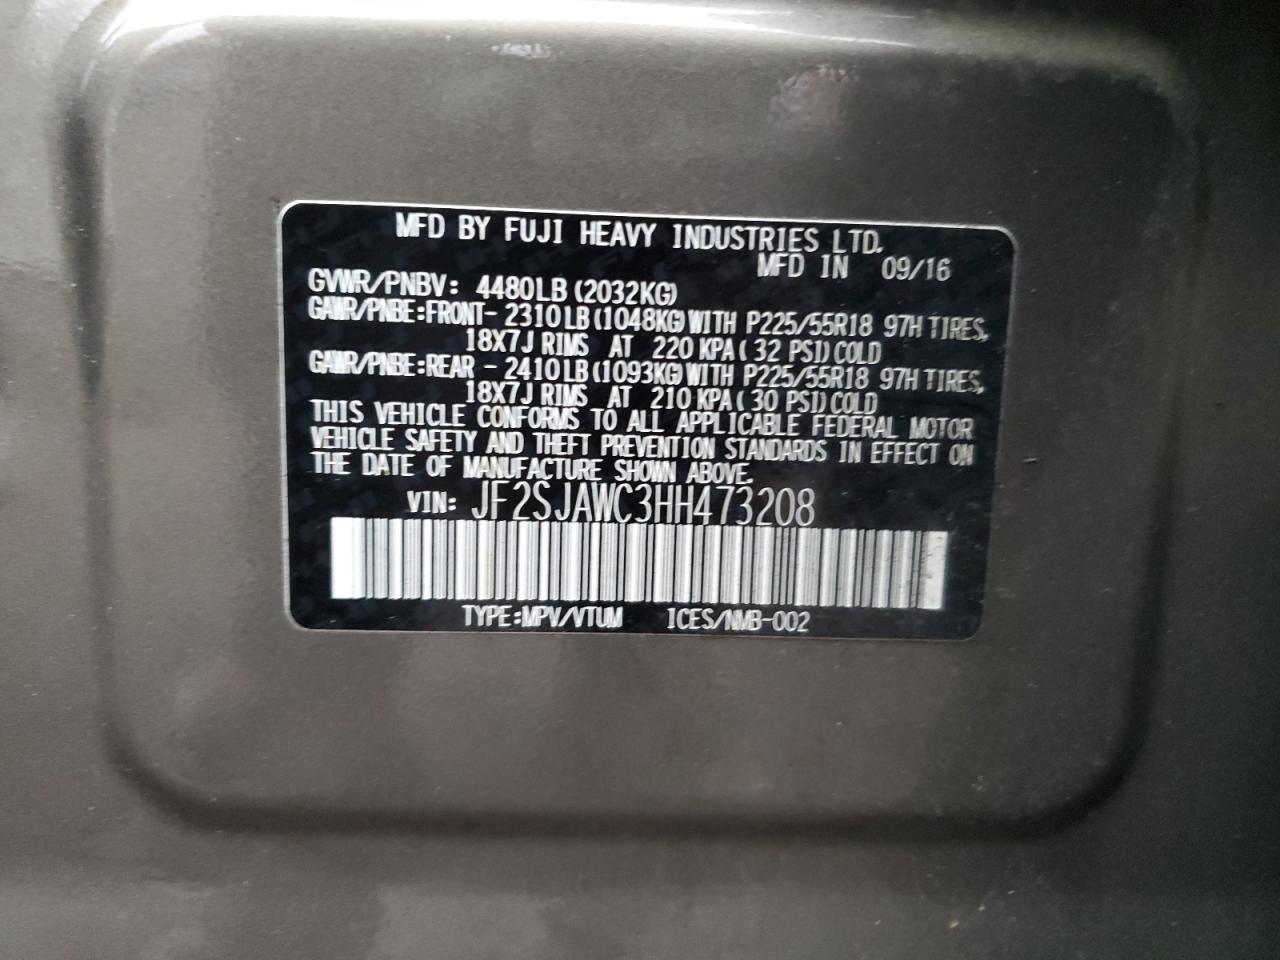 MFD BY FUJI HEAVY INDUSTRIES LTD.
MFD IN 09/16
GVWR/PNBV: 4480LB (2032KG)
GAWR/PNBE:FRONT- 2310LB(1048KG)WITH P225/55R18 97H TIRES,
18X7J RIMS AT 220 KPA( 32 PSI)COLD
GAWR/PNBE:REAR - 2410LB(1093KG)WITH P225/55R18 97H TIRES,
18X7J RIMS AT 210 KPA( 30 PSI)COLD
THIS VEHICLE CONFORMS TO ALL APPLICABLE FEDERAL MOTOR
VEHICLE SAFETY AND THEFT PREVENTION STANDARDS IN EFFECT ON
THE DATE OF MANUFACTURE SHOWN ABOVE.
VIN: JF2SJAWC3HH473208
TYPE:MPV/VTUM ICES/NMB-002